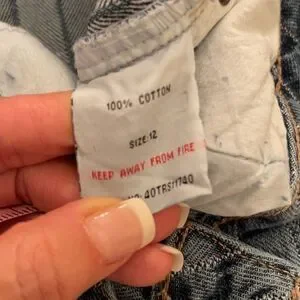 100% COTTON
SIZE:12
KEEP AWAY FROM FIRE